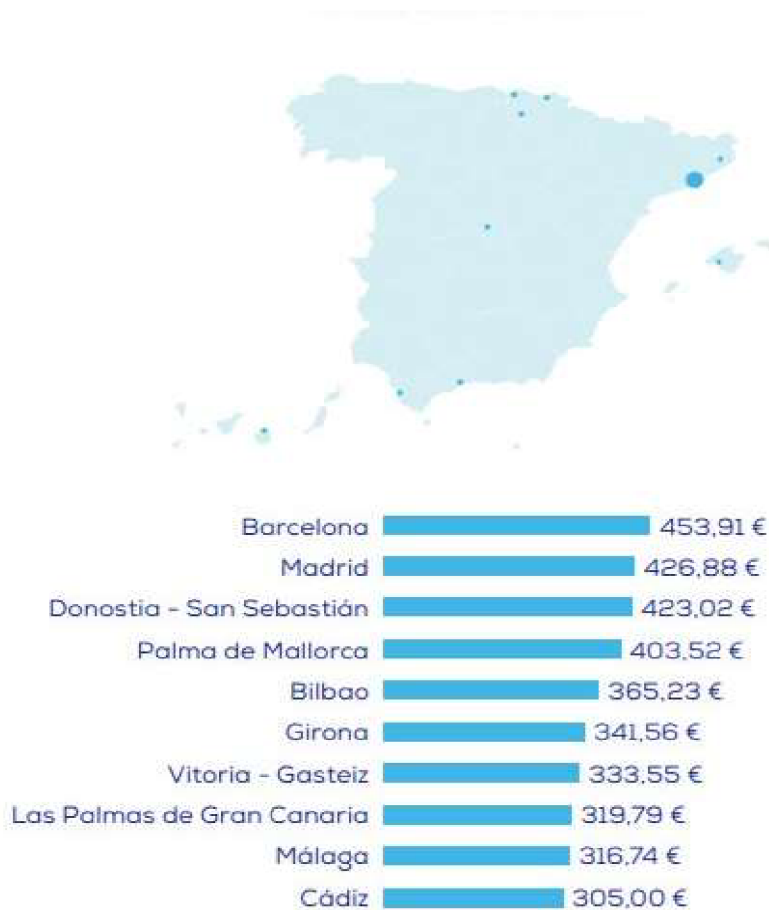 Barcelona 453,91 €
Madrid 426,88 €
Donostia - San Sebastián 423,02 €
Palma de Mallorca 403,52 €
Bilbao 365,23 €
Girona 341,56 €
Vitoria - Gasteiz 333,55 €
Las Palmas de Gran Canaria 319,79 €
Málaga 316,74 €
Cádiz 305,00 €